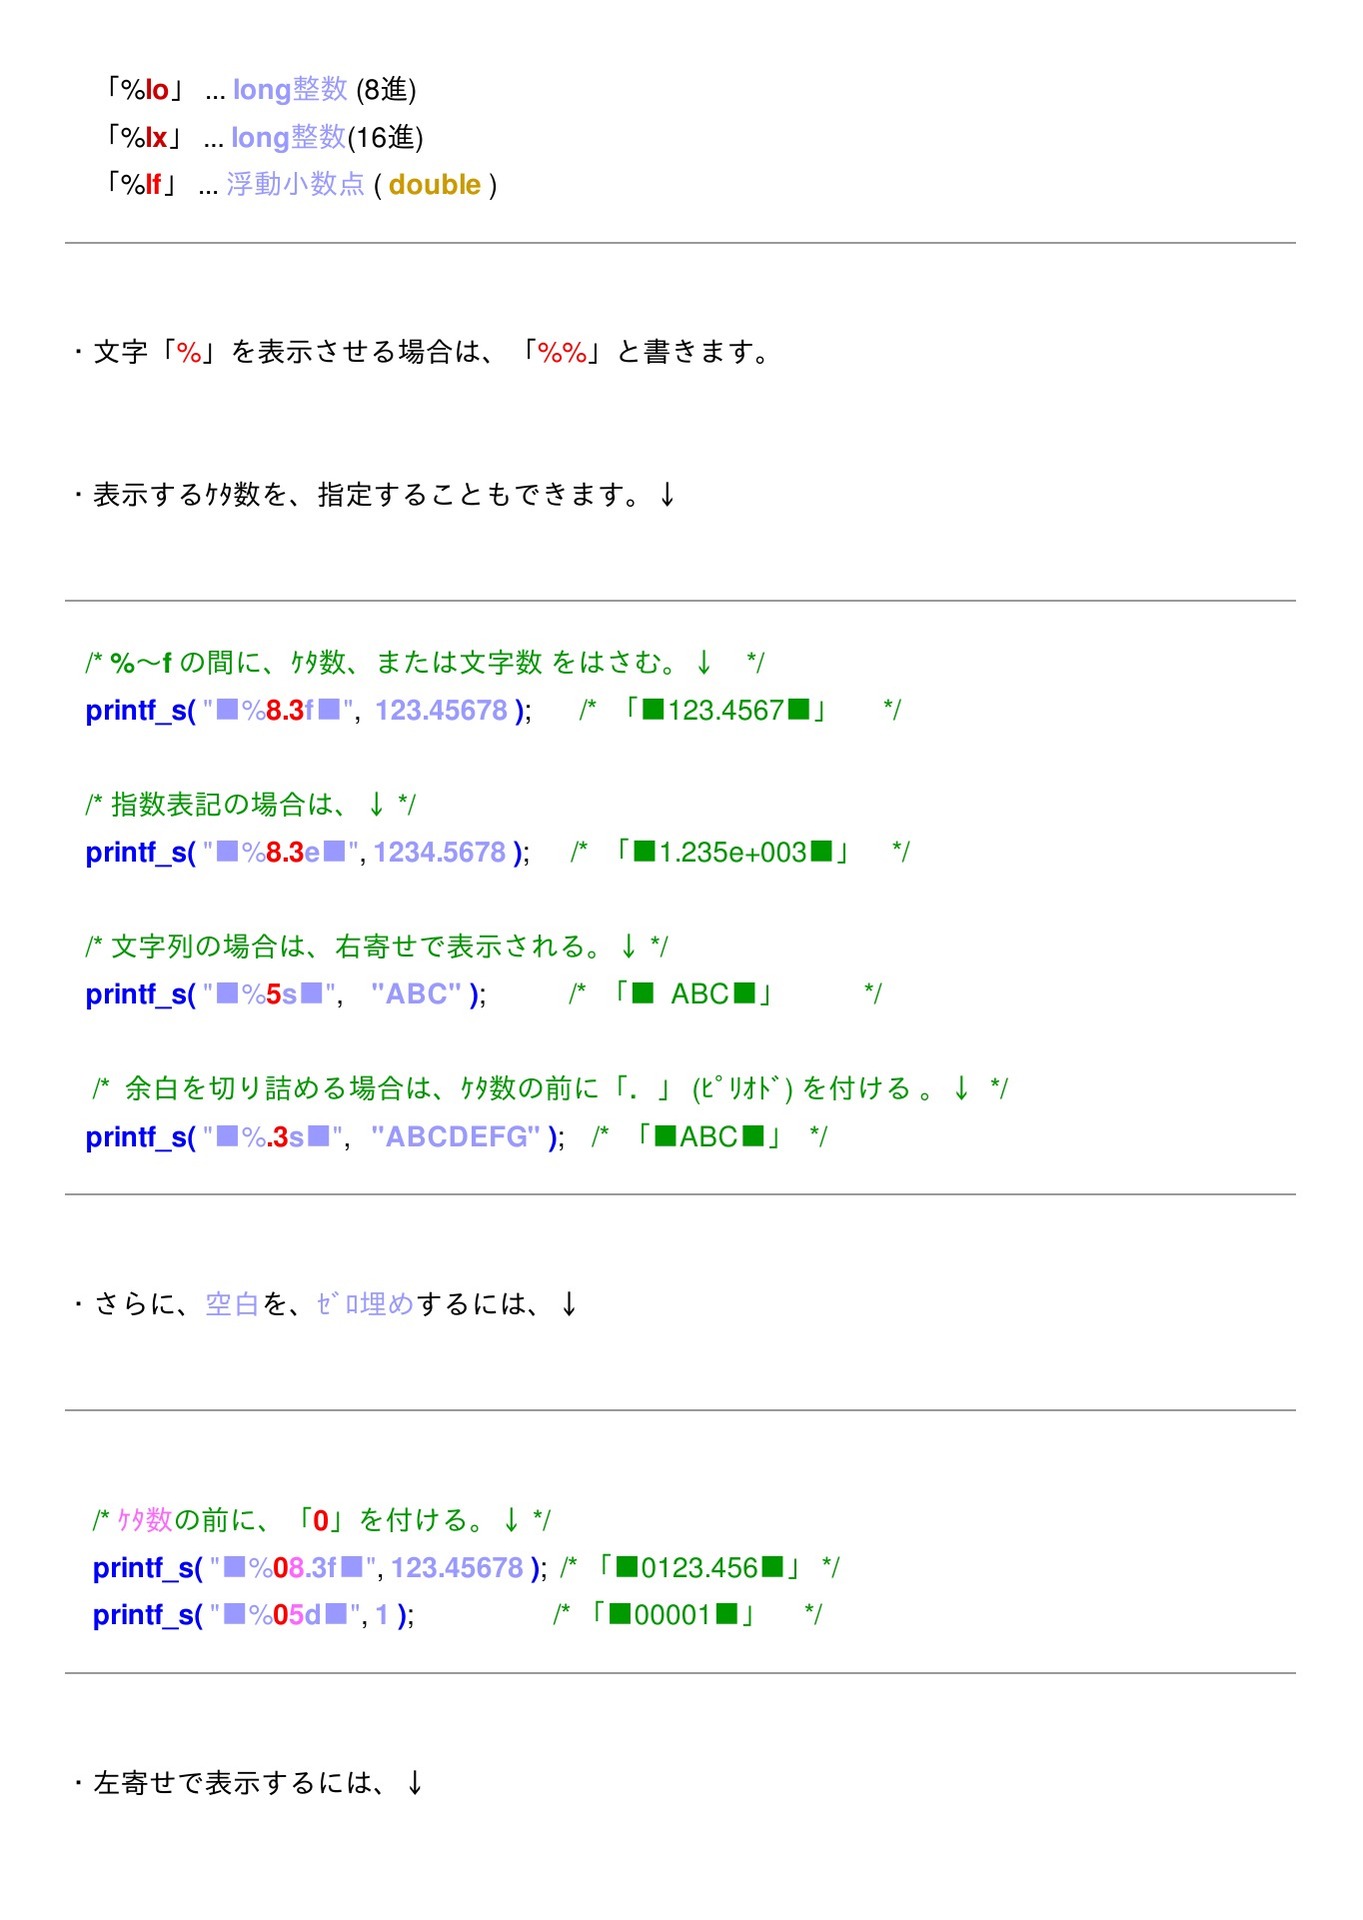 「%lo」 ... long整数 (8進)
「%lx」 ... long整数(16進)
「%lf」 ... 浮動小数点 ( double )
・文字「%」を表示させる場合は、「%%」と書きます。
・表示するｹﾀ数を、指定することもできます。↓
/* %～f の間に、ｹﾀ数、または文字数 をはさむ。↓ */
printf_s( "■%8.3f■", 123.45678 ); /* 「■123.4567■」 */
/* 指数表記の場合は、↓ */
printf_s( "■%8.3e■", 1234.5678 ); /* 「■1.235e+003■」 */
/* 文字列の場合は、右寄せで表示される。↓ */
printf_s( "■%5s■", "ABC" ); /* 「■ ABC■」 */
/* 余白を切り詰める場合は、ｹﾀ数の前に「．」 (ﾋﾟﾘｵﾄﾞ) を付ける 。↓ */
printf_s( "■%.3s■", "ABCDEFG" ); /* 「■ABC■」 */
・さらに、空白を、ｾﾞﾛ埋めするには、↓
/* ｹﾀ数の前に、「0」を付ける。↓ */
printf_s( "■%08.3f■", 123.45678 ); /* 「■0123.456■」 */
printf_s( "■%05d■", 1 ); /* 「■00001■」 */
・左寄せで表示するには、↓